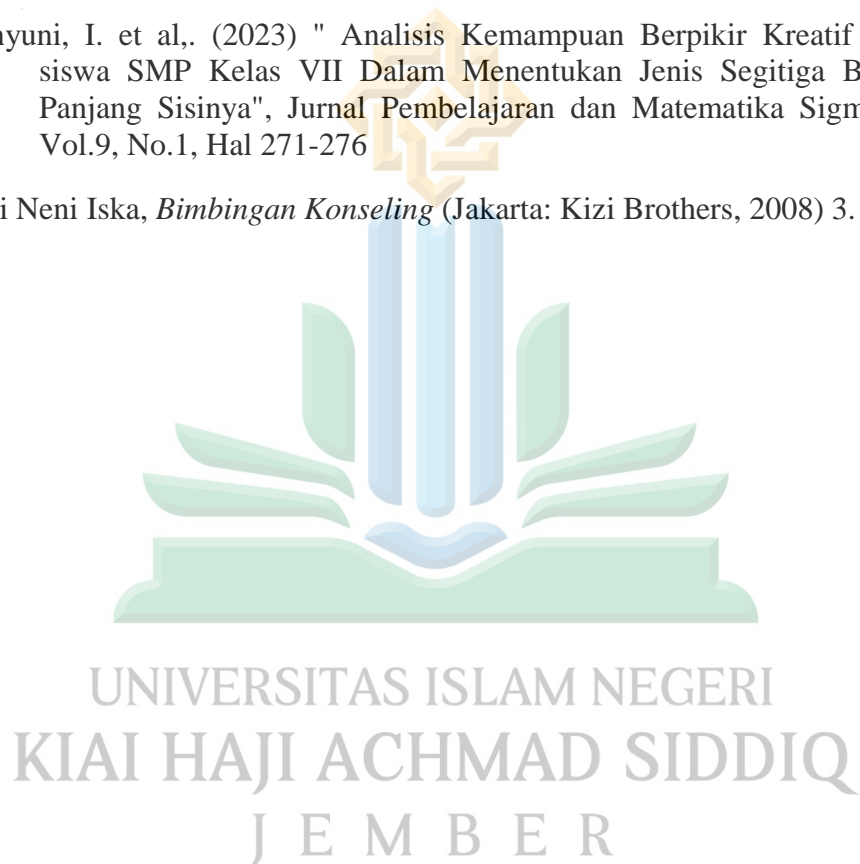 nyuni, I. et al,. (2023) " Analisis Kemampuan Berpikir Kreatif
siswa SMP Kelas VII Dalam Menentukan Jenis Segitiga B
Panjang Sisinya", Jurnal Pembelajaran dan Matematika Sigm
Vol.9, No.1, Hal 271-276
i Neni Iska, Bimbingan Konseling (Jakarta: Kizi Brothers, 2008) 3.
UNIVERSITAS ISLAM NEGERI
KIAI HAJI ACHMAD SIDDIQ
J E M B E R